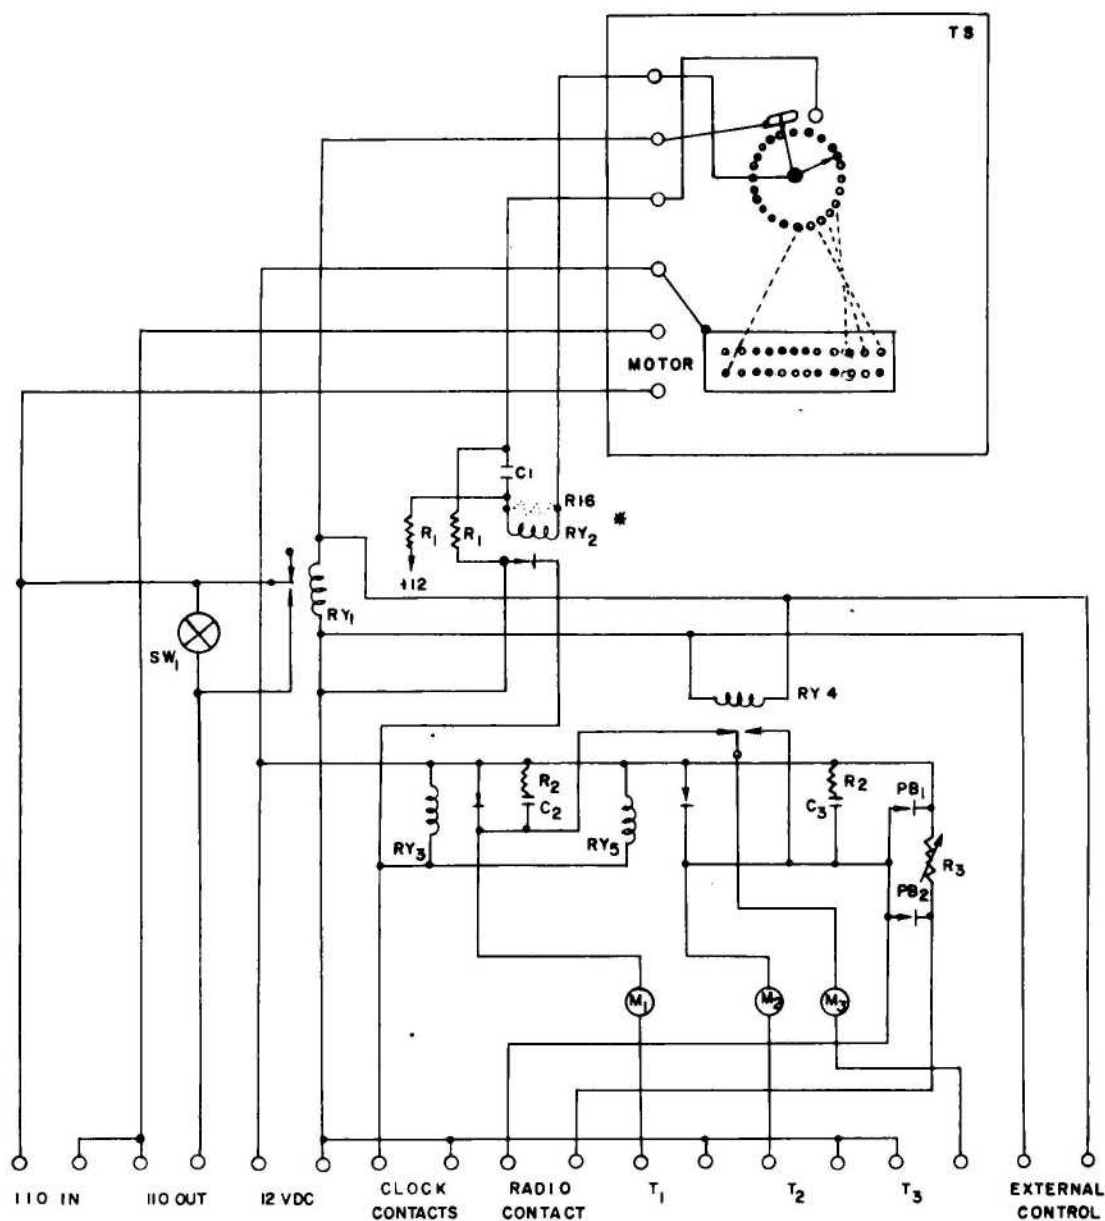 TS
MOTOR
C1
R16
R1
R1
RY2
*
+12
RY1
SW1
RY 4
R2
C2
R2
C3
PB1
RY3
RY5
R3
PB2
M1
M2
M3
110 IN
110 OUT
12 VDC
CLOCK CONTACTS
RADIO CONTACT
T1
T2
T3
EXTERNAL CONTROL